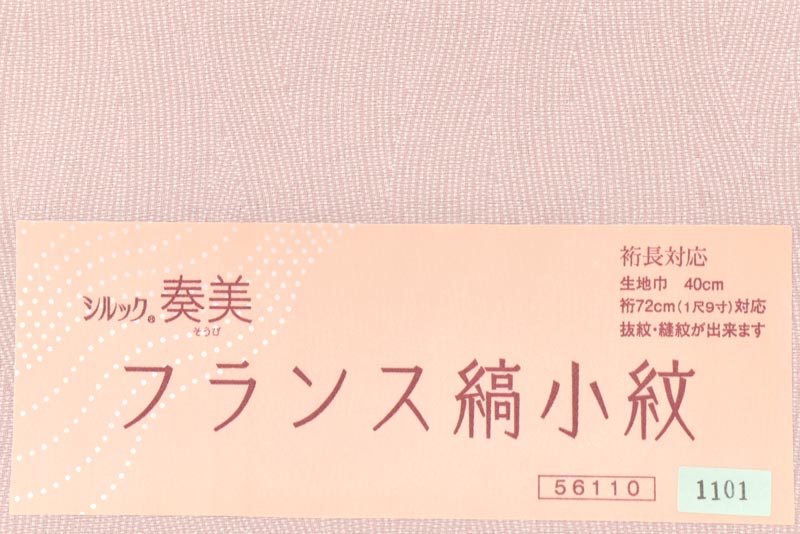 裄長対応
生地巾 40cm
裄72cm(1尺9寸)対応
抜紋・縫紋が出来ます
シルック® 奏美
そうび
フランス縞小紋
56110
1101